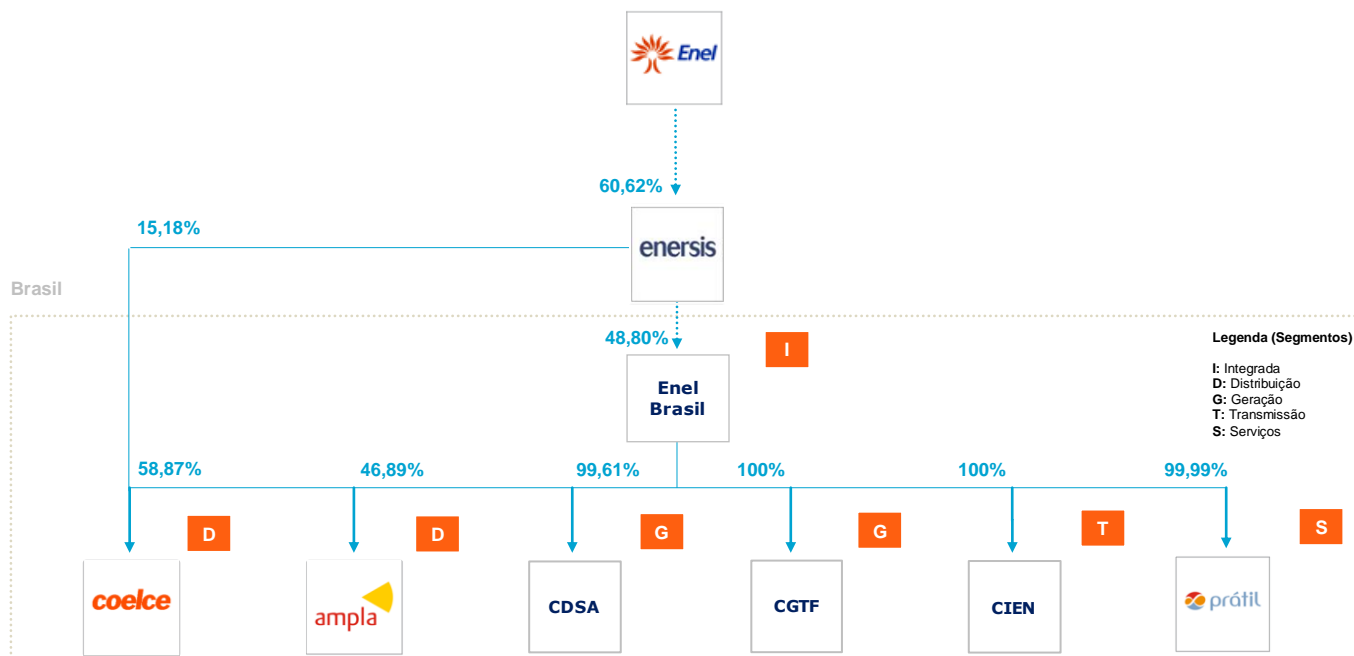 Enel
60,62%
15,18%
enersis
Brasil
48,80%
I
Legenda (Segmentos)
Enel
Brasil
I: Integrada
D: Distribuição
G: Geração
T: Transmissão
S: Serviços
58,87%
46,89%
99,61%
100%
100%
99,99%
D
D
G
G
T
S
coelce
ampla
CDSA
CGTF
CIEN
prátil